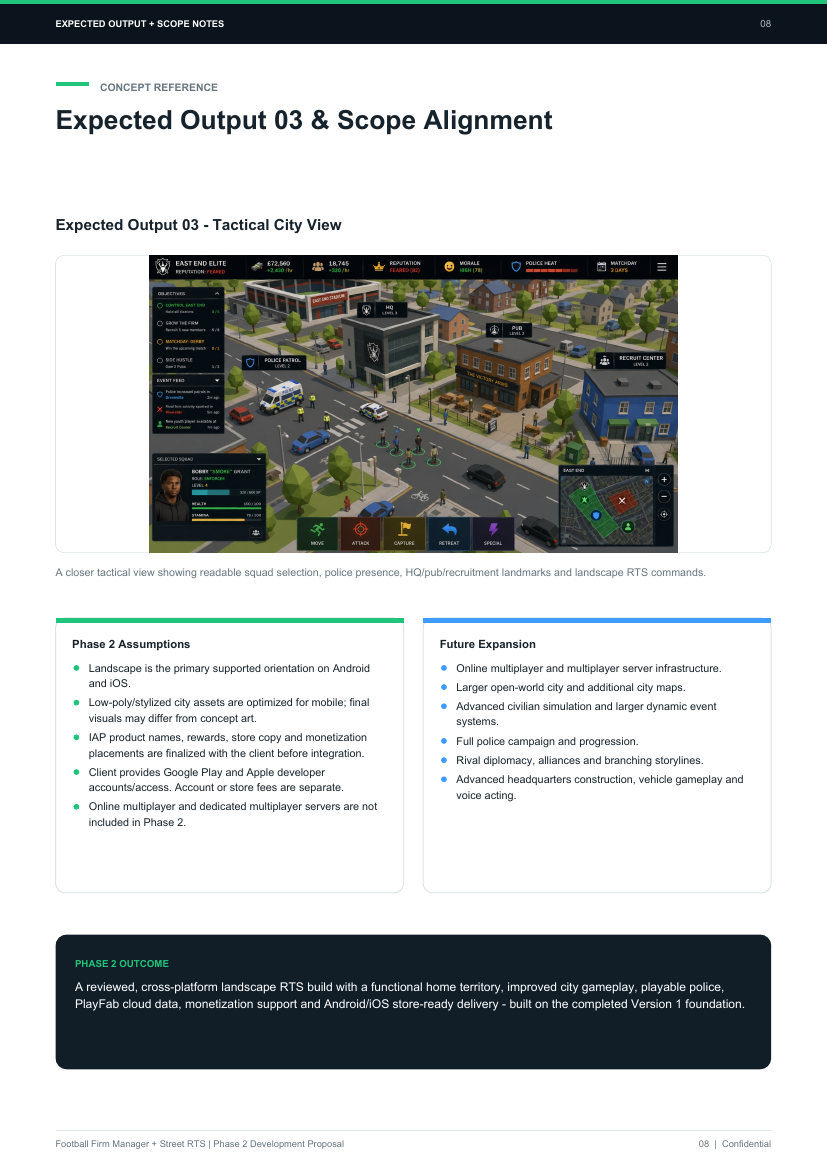 EXPECTED OUTPUT + SCOPE NOTES
08
CONCEPT REFERENCE
Expected Output 03 & Scope Alignment
Expected Output 03 - Tactical City View
EAST END ELITE
REPUTATION: FEARED
£72,560
+2,430 /hr
18,745
+320 /hr
REPUTATION
FEARED (82)
MORALE
HIGH (78)
POLICE HEAT
MATCHDAY
3 DAYS
OBJECTIVES
CONTROL EAST END
GROW THE FIRM
MATCHDAY: DERBY
SIDE HUSTLE
EVENT FEED
EAST END STADIUM
HQ
PUB
LEVEL 2
POLICE PATROL
LEVEL 2
RECRUIT CENTER
LEVEL 2
THE VICTORY ARMS
SELECTED SQUAD
BOBBY "SMOKE" GRANT
ROLE: ENFORCER
LEVEL 4
HEALTH
STAMINA
EAST END
MOVE
ATTACK
CAPTURE
RETREAT
SPECIAL
A closer tactical view showing readable squad selection, police presence, HQ/pub/recruitment landmarks and landscape RTS commands.
Phase 2 Assumptions
Landscape is the primary supported orientation on Android
and iOS.
Low-poly/stylized city assets are optimized for mobile; final
visuals may differ from concept art.
IAP product names, rewards, store copy and monetization
placements are finalized with the client before integration.
Client provides Google Play and Apple developer
accounts/access. Account or store fees are separate.
Online multiplayer and dedicated multiplayer servers are not
included in Phase 2.
Future Expansion
Online multiplayer and multiplayer server infrastructure.
Larger open-world city and additional city maps.
Advanced civilian simulation and larger dynamic event
systems.
Full police campaign and progression.
Rival diplomacy, alliances and branching storylines.
Advanced headquarters construction, vehicle gameplay and
voice acting.
PHASE 2 OUTCOME
A reviewed, cross-platform landscape RTS build with a functional home territory, improved city gameplay, playable police,
PlayFab cloud data, monetization support and Android/iOS store-ready delivery - built on the completed Version 1 foundation.
Football Firm Manager + Street RTS | Phase 2 Development Proposal
08 | Confidential